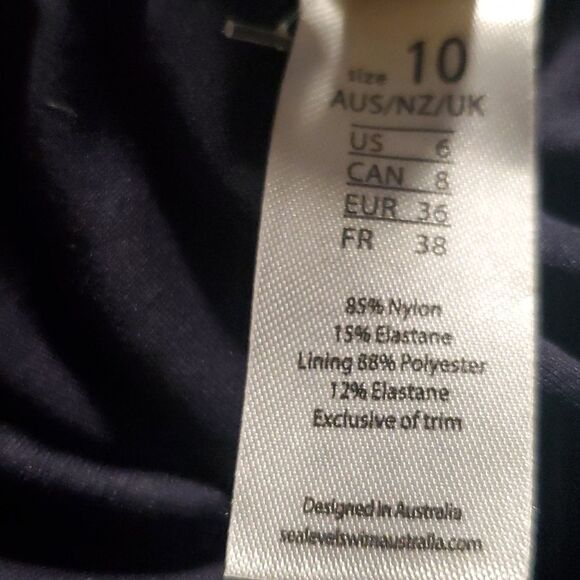 size 10
AUS/NZ/UK
US 6
CAN 8
EUR 36
FR 38
85% Nylon
15% Elastane
Lining 88% Polyester
12% Elastane
Exclusive of trim
Designed in Australia
sealevelswimaustralia.com